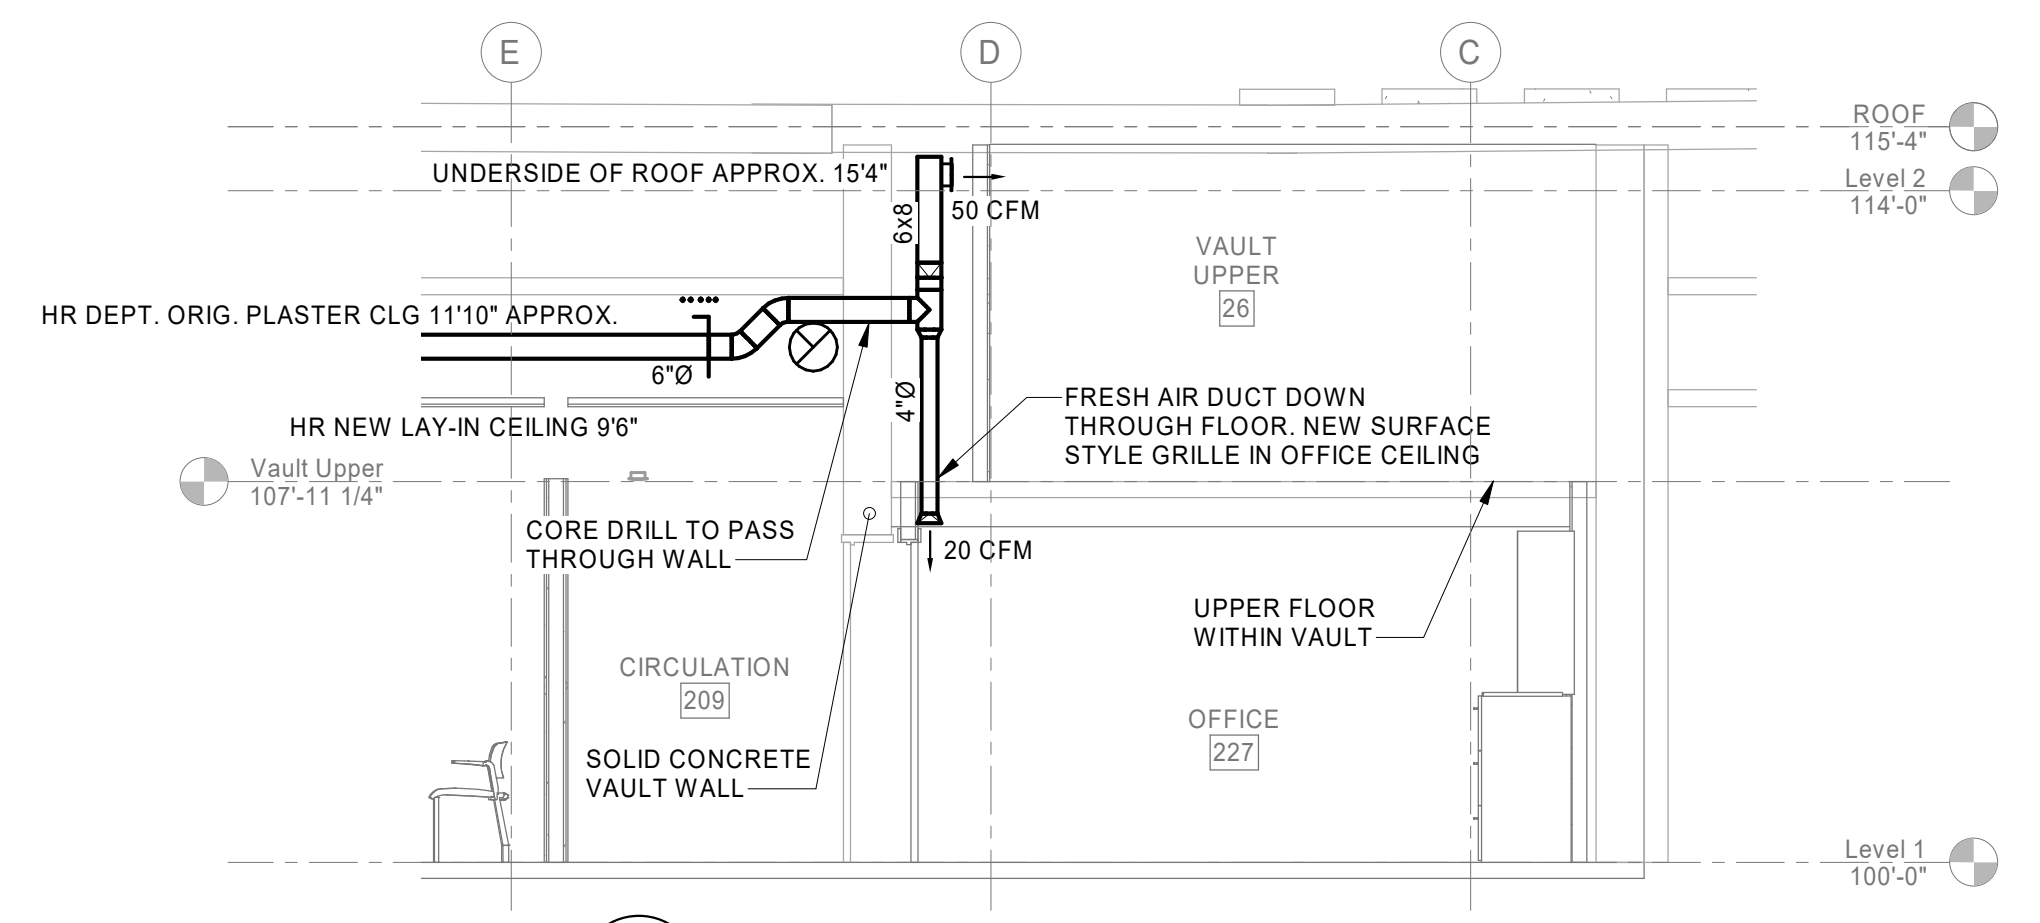 E
D
C
ROOF
115'-4"
Level 2
114'-0"
UNDERSIDE OF ROOF APPROX. 15'4"
6x8
50 CFM
VAULT
UPPER
26
HR DEPT. ORIG. PLASTER CLG 11'10" APPROX.
6"Ø
4"Ø
FRESH AIR DUCT DOWN
THROUGH FLOOR. NEW SURFACE
STYLE GRILLE IN OFFICE CEILING
HR NEW LAY-IN CEILING 9'6"
Vault Upper
107'-11 1/4"
CORE DRILL TO PASS
THROUGH WALL
20 CFM
UPPER FLOOR
WITHIN VAULT
CIRCULATION
209
OFFICE
227
SOLID CONCRETE
VAULT WALL
Level 1
100'-0"